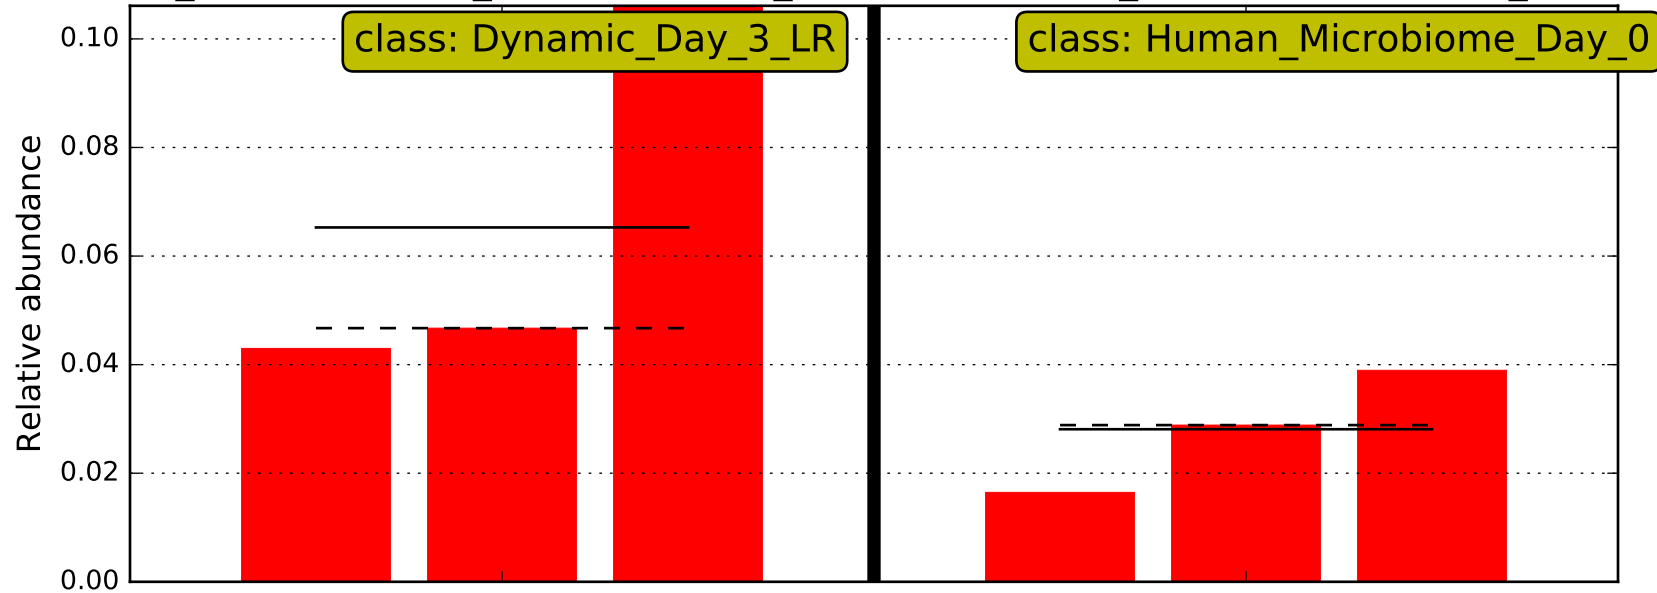 class: Dynamic_Day_3_LR
class: Human_Microbiome_Day_0
Relative abundance
0.10
0.08
0.06
0.04
0.02
0.00